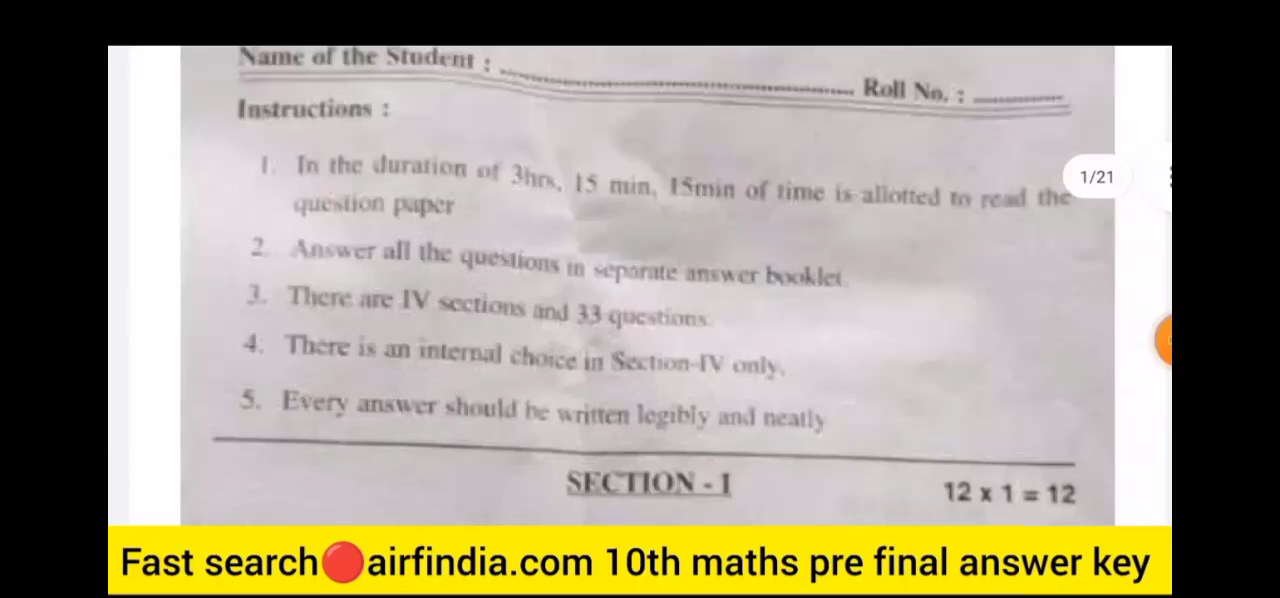 Name of the Student : Roll No. :
Instructions :
1. In the duration of 3hrs, 15 min, 15min of time is allotted to read the
question paper
2. Answer all the questions in separate answer booklet.
3. There are IV sections and 33 questions.
4. There is an internal choice in Section-IV only.
5. Every answer should be written legibly and neatly
SECTION - I 12 x 1 = 12
1/21
Fast search🔴airfindia.com 10th maths pre final answer key